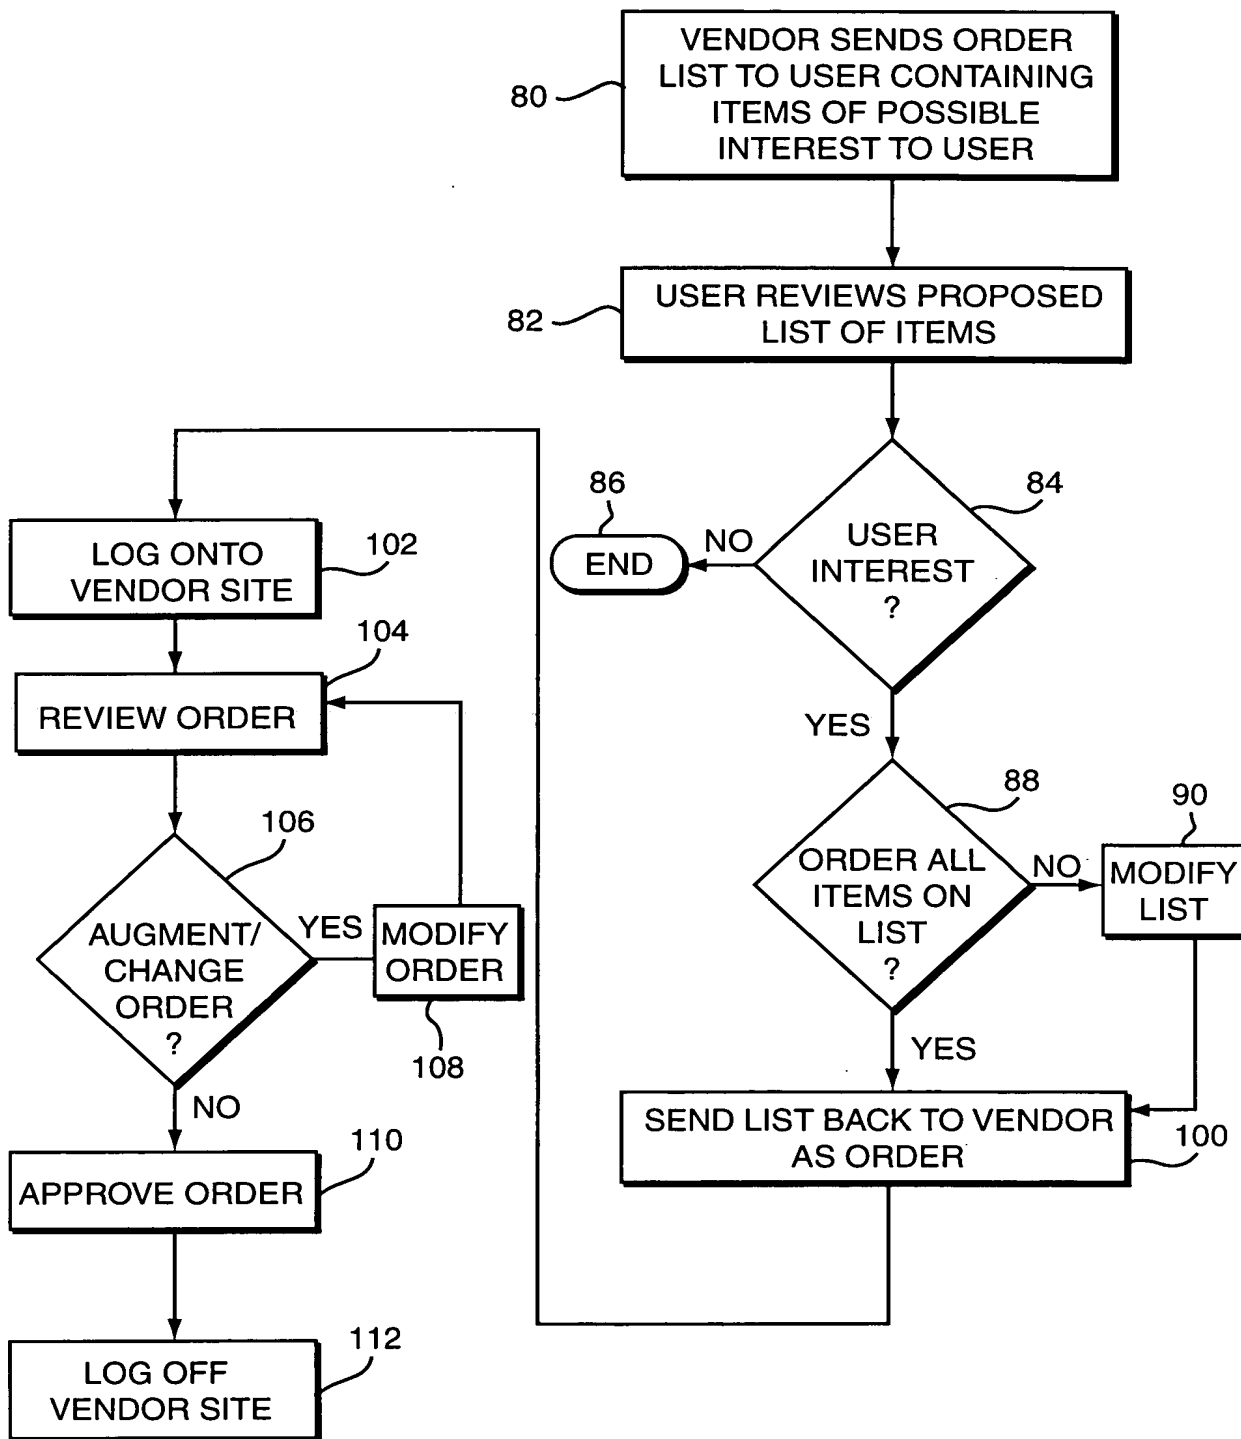 VENDOR SENDS ORDER
LIST TO USER CONTAINING
ITEMS OF POSSIBLE
INTEREST TO USER
80
USER REVIEWS PROPOSED
LIST OF ITEMS
82
USER
INTEREST
?
84
NO
86
END
YES
ORDER ALL
ITEMS ON
LIST
?
88
NO
90
MODIFY
LIST
YES
SEND LIST BACK TO VENDOR
AS ORDER
100
LOG ONTO
VENDOR SITE
102
104
REVIEW ORDER
106
AUGMENT/
CHANGE
ORDER
?
YES
MODIFY
ORDER
108
NO
110
APPROVE ORDER
112
LOG OFF
VENDOR SITE